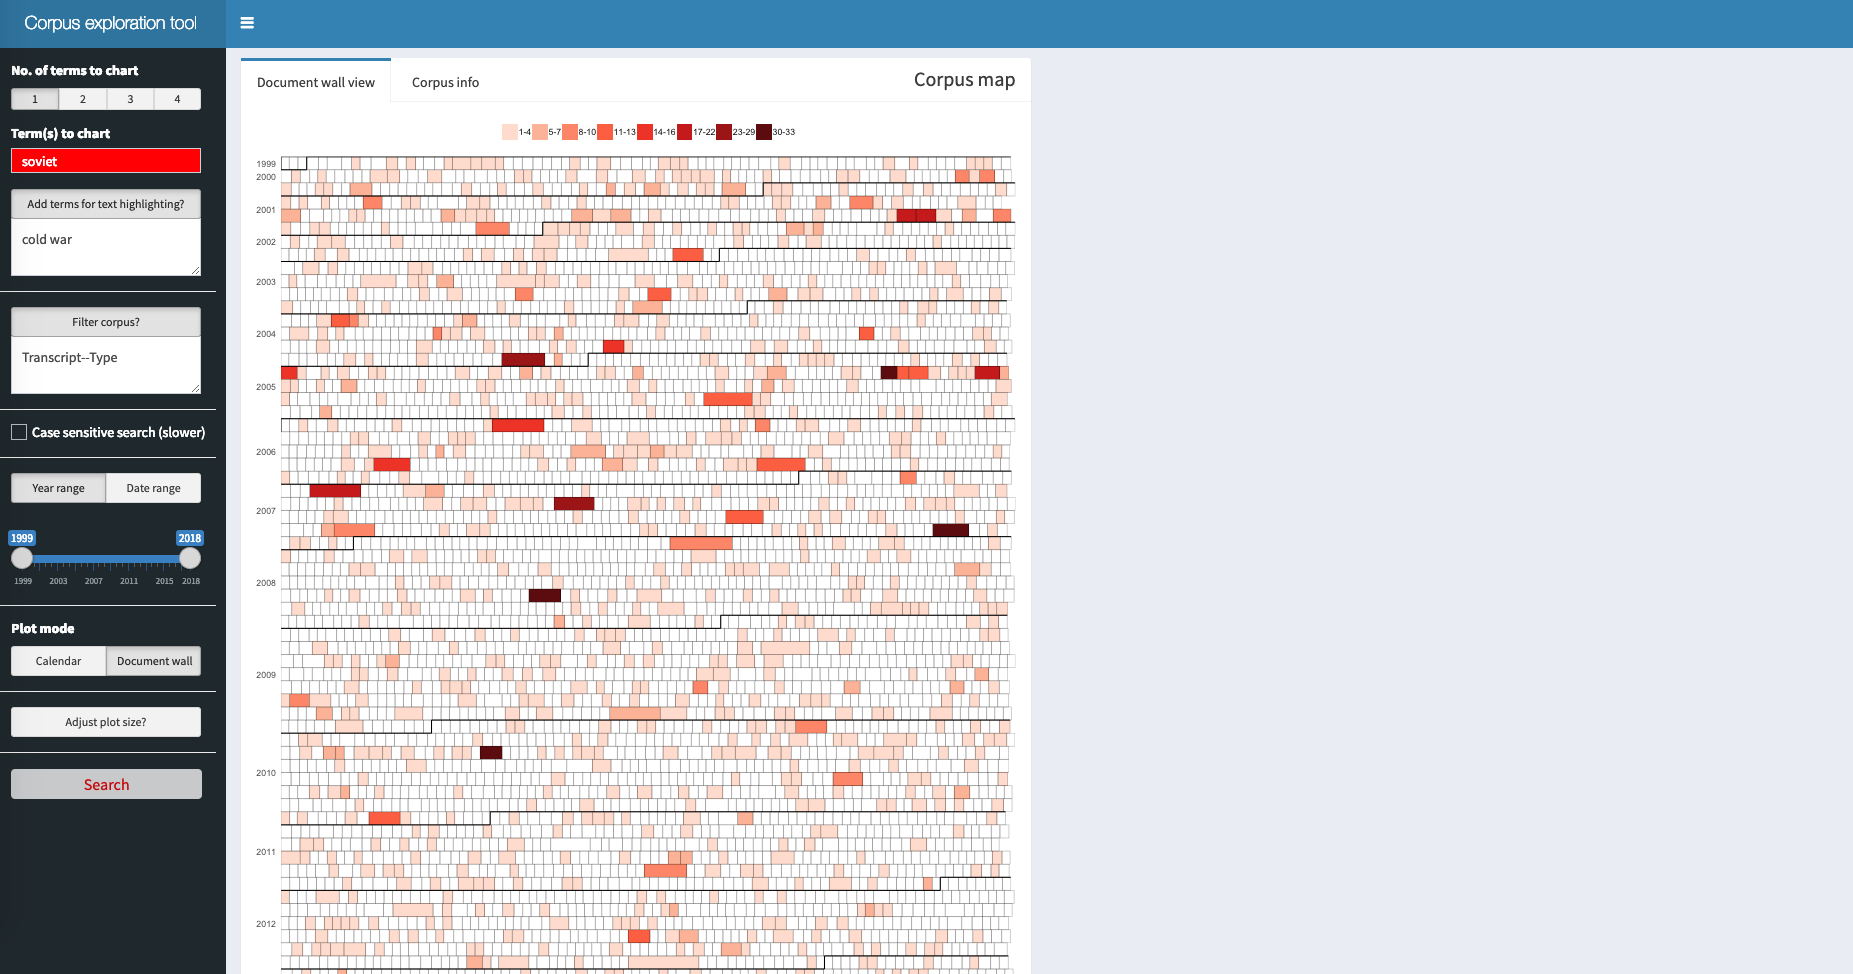 Corpus exploration tool
No. of terms to chart
1 2 3 4
Term(s) to chart
soviet
Add terms for text highlighting?
cold war
Filter corpus?
Transcript--Type
Case sensitive search (slower)
Year range Date range
1999 2018
1999 2003 2007 2011 2015 2018
Plot mode
Calendar Document wall
Adjust plot size?
Search
Document wall view Corpus info Corpus map
1-4 5-7 8-10 11-13 14-16 17-22 23-29 30-33
1999
2000
2001
2002
2003
2004
2005
2006
2007
2008
2009
2010
2011
2012